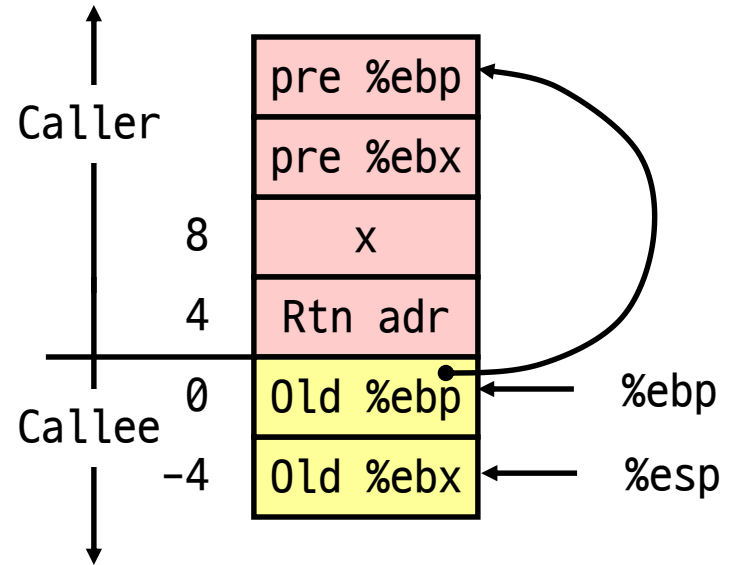 pre %ebp
Caller
pre %ebx
8 x
4 Rtn adr
0 Old %ebp %ebp
Callee
-4 Old %ebx %esp